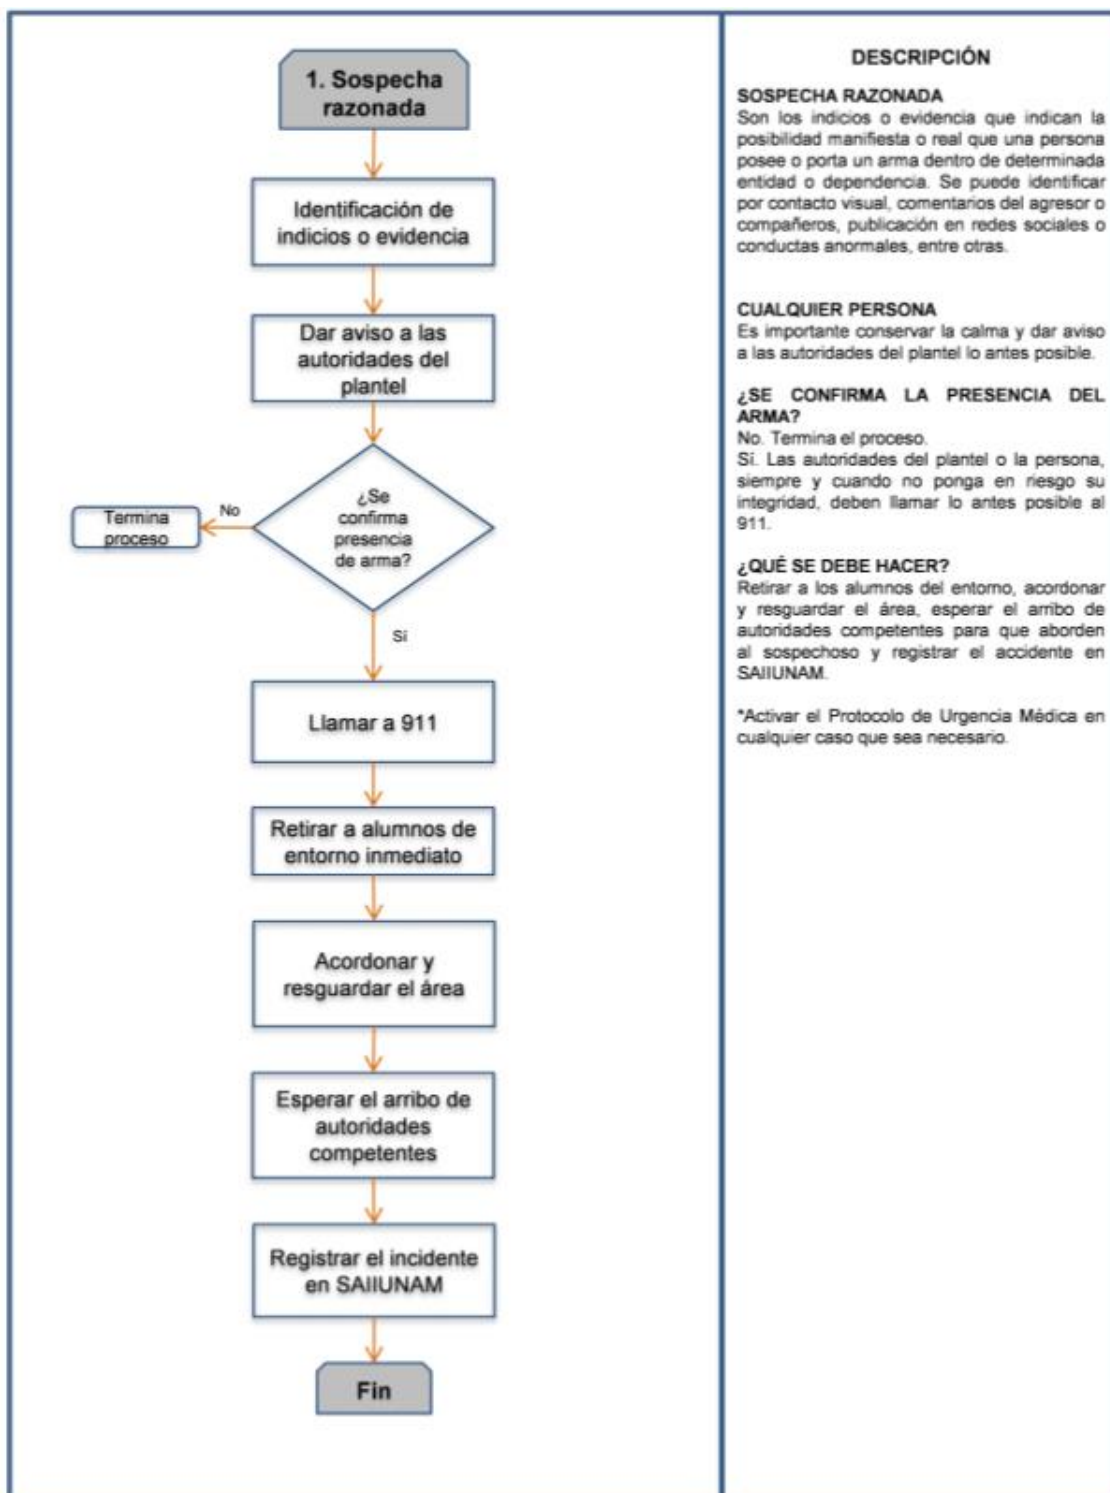 1. Sospecha
razonada
Identificación de
indicios o evidencia
Dar aviso a las
autoridades del
plantel
¿Se
confirma
presencia
de arma?
No
Termina
proceso
Sí
Llamar a 911
Retirar a alumnos de
entorno inmediato
Acordonar y
resguardar el área
Esperar el arribo de
autoridades
competentes
Registrar el incidente
en SAIIUNAM
Fin
DESCRIPCIÓN
SOSPECHA RAZONADA
Son los indicios o evidencia que indican la
posibilidad manifiesta o real que una persona
posee o porta un arma dentro de determinada
entidad o dependencia. Se puede identificar
por contacto visual, comentarios del agresor o
compañeros, publicación en redes sociales o
conductas anormales, entre otras.
CUALQUIER PERSONA
Es importante conservar la calma y dar aviso
a las autoridades del plantel lo antes posible.
¿SE CONFIRMA LA PRESENCIA DEL
ARMA?
No. Termina el proceso.
Sí. Las autoridades del plantel o la persona,
siempre y cuando no ponga en riesgo su
integridad, deben llamar lo antes posible al
911.
¿QUÉ SE DEBE HACER?
Retirar a los alumnos del entorno, acordonar
y resguardar el área, esperar el arribo de
autoridades competentes para que aborden
al sospechoso y registrar el accidente en
SAIIUNAM.
*Activar el Protocolo de Urgencia Médica en
cualquier caso que sea necesario.